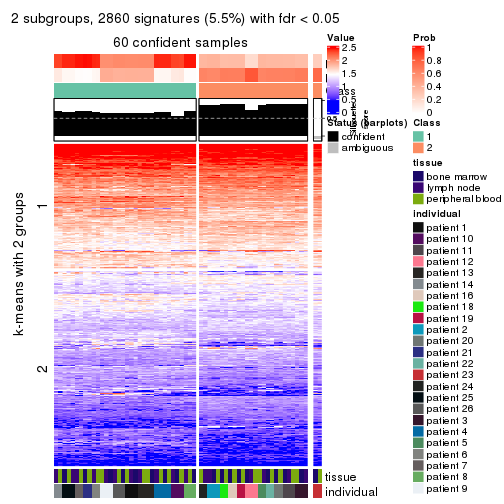 2 subgroups, 2860 signatures (5.5%) with fdr < 0.05
60 confident samples
k-means with 2 groups
1
2
Value
2.5
2
1.5
1
0.5
0
Status (barplots)
confident
ambiguous
Silhouette
score
Prob
1
0.8
0.6
0.4
0.2
0
Class
1
2
tissue
bone marrow
lymph node
peripheral blood
individual
patient 1
patient 10
patient 11
patient 12
patient 13
patient 14
patient 16
patient 18
patient 19
patient 2
patient 20
patient 21
patient 22
patient 23
patient 24
patient 25
patient 26
patient 3
patient 4
patient 5
patient 6
patient 7
patient 8
patient 9
tissue
individual